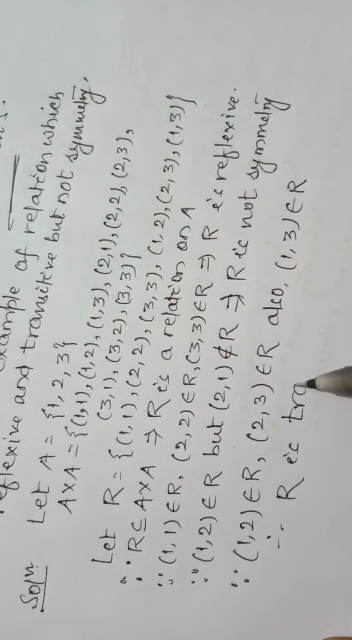 example of relation which
reflexive and transitive but not symmetry.
Soln. Let A = {1, 2, 3}
A×A = {(1,1), (1,2), (1,3), (2,1), (2,2), (2,3),
(3,1), (3,2), (3,3)}
Let R = {(1,1), (2,2), (3,3), (1,2), (2,3), (1,3)}
∵ R ⊆ A×A ⇒ R is a relation on A
∵ (1,1) ∈ R, (2,2) ∈ R, (3,3) ∈ R ⇒ R is reflexive.
∵ (1,2) ∈ R but (2,1) ∉ R ⇒ R is not symmetry
∵ (1,2) ∈ R, (2,3) ∈ R also, (1,3) ∈ R
∴ R is tra